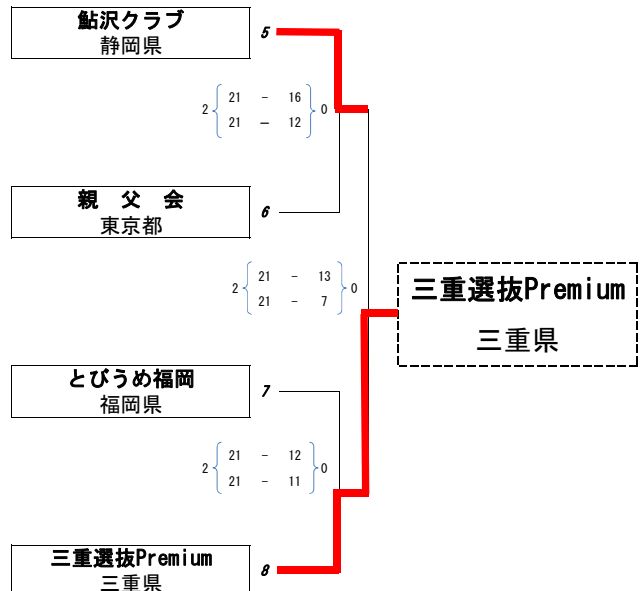 鮎沢クラブ
静岡県
5
21 - 16
2 0
21 - 12
親 父 会
東京都
6
21 - 13
2 0
21 - 7
三重選抜Premium
三重県
とびうめ福岡
福岡県
7
21 - 12
2 0
21 - 11
三重選抜Premium
三重県
8